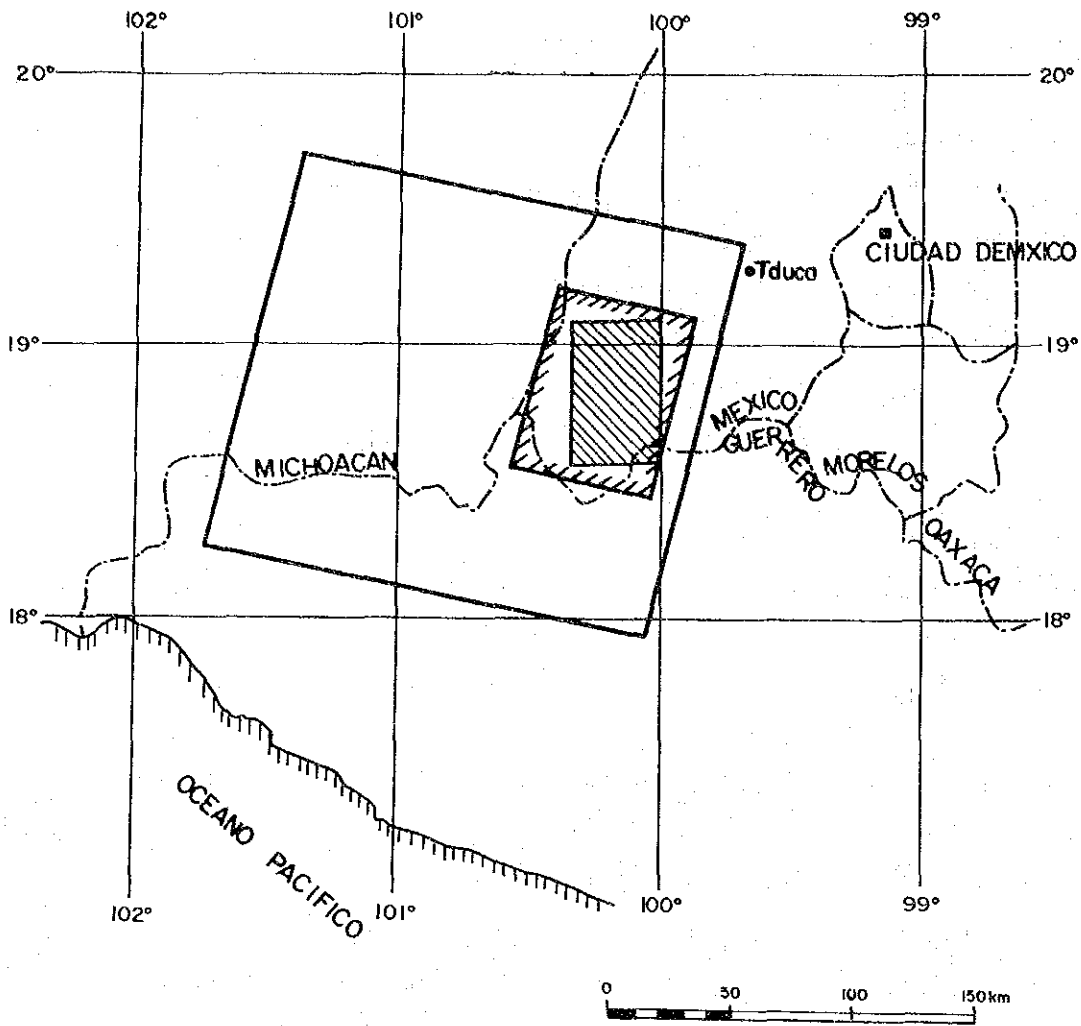 102° 101° 100° 99°
20° 20°
CIUDAD DEMXICO
Tduco
19° 19°
MEXICO
GUERRERO
MICHOACAN
MORELOS
OAXACA
18° 18°
OCEANO PACIFICO
102° 101° 100° 99°
0 50 100 150km